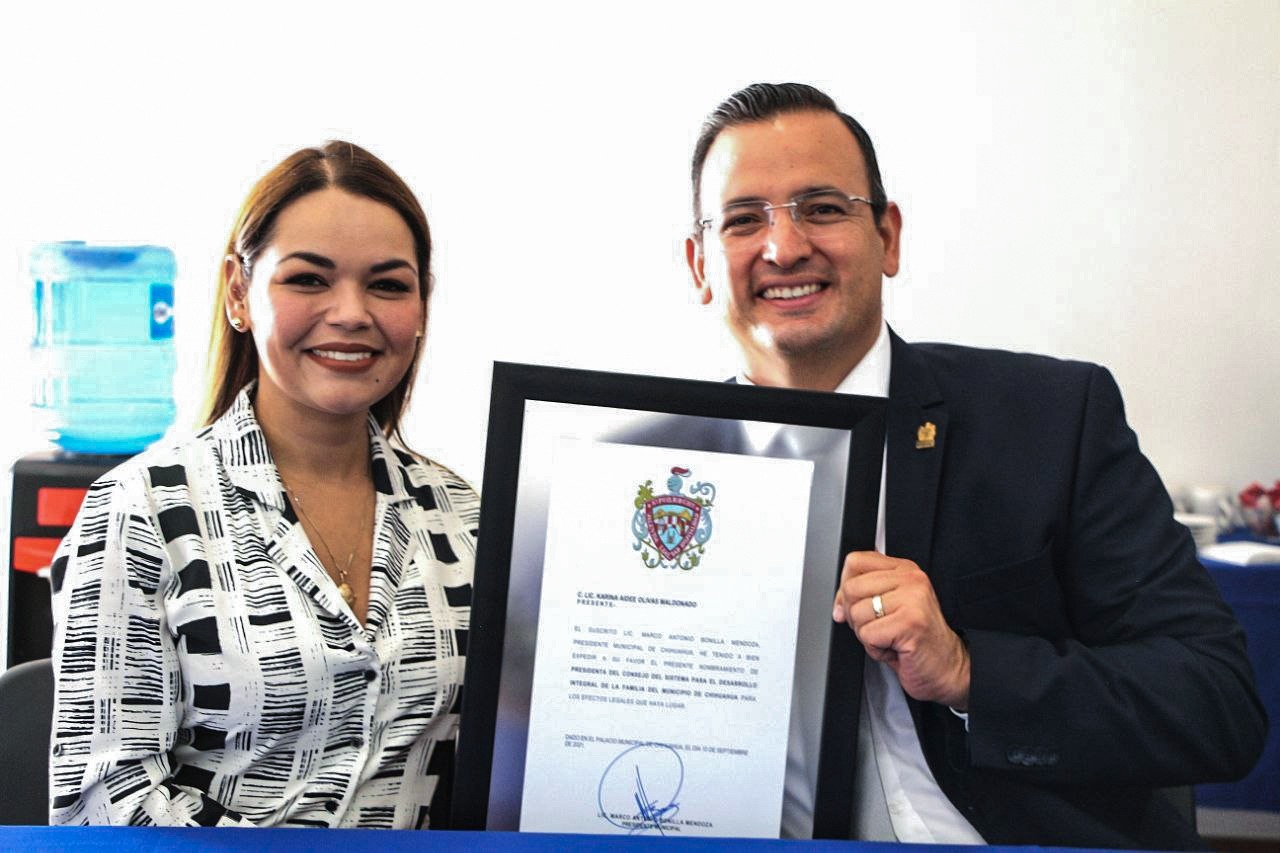 C. LIC. KARINA AIDEE OLIVAS MALDONADO
PRESENTE.-
EL SUSCRITO LIC. MARCO ANTONIO BONILLA MENDOZA,
PRESIDENTE MUNICIPAL DE CHIHUAHUA, HE TENIDO A BIEN
EXPEDIR A SU FAVOR EL PRESENTE NOMBRAMIENTO DE
PRESIDENTA DEL CONSEJO DEL SISTEMA PARA EL DESARROLLO
INTEGRAL DE LA FAMILIA DEL MUNICIPIO DE CHIHUAHUA PARA
LOS EFECTOS LEGALES QUE HAYA LUGAR.
DADO EN EL PALACIO MUNICIPAL DE CHIHUAHUA, EL DÍA 10 DE SEPTIEMBRE
DE 2021.
LIC. MARCO ANTONIO BONILLA MENDOZA
PRESIDENTE MUNICIPAL